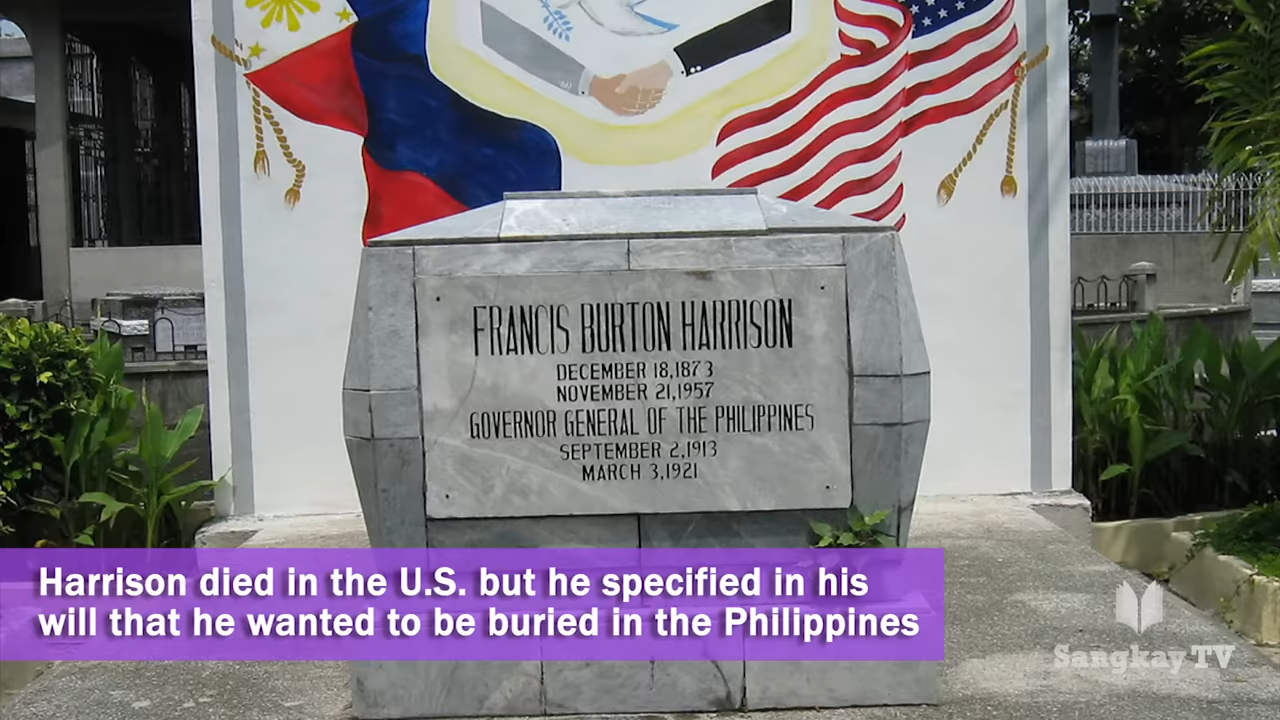 FRANCIS BURTON HARRISON
DECEMBER 18,1873
NOVEMBER 21,1957
GOVERNOR GENERAL OF THE PHILIPPINES
SEPTEMBER 2,1913
MARCH 3,1921
Harrison died in the U.S. but he specified in his
will that he wanted to be buried in the Philippines
Sangkay TV